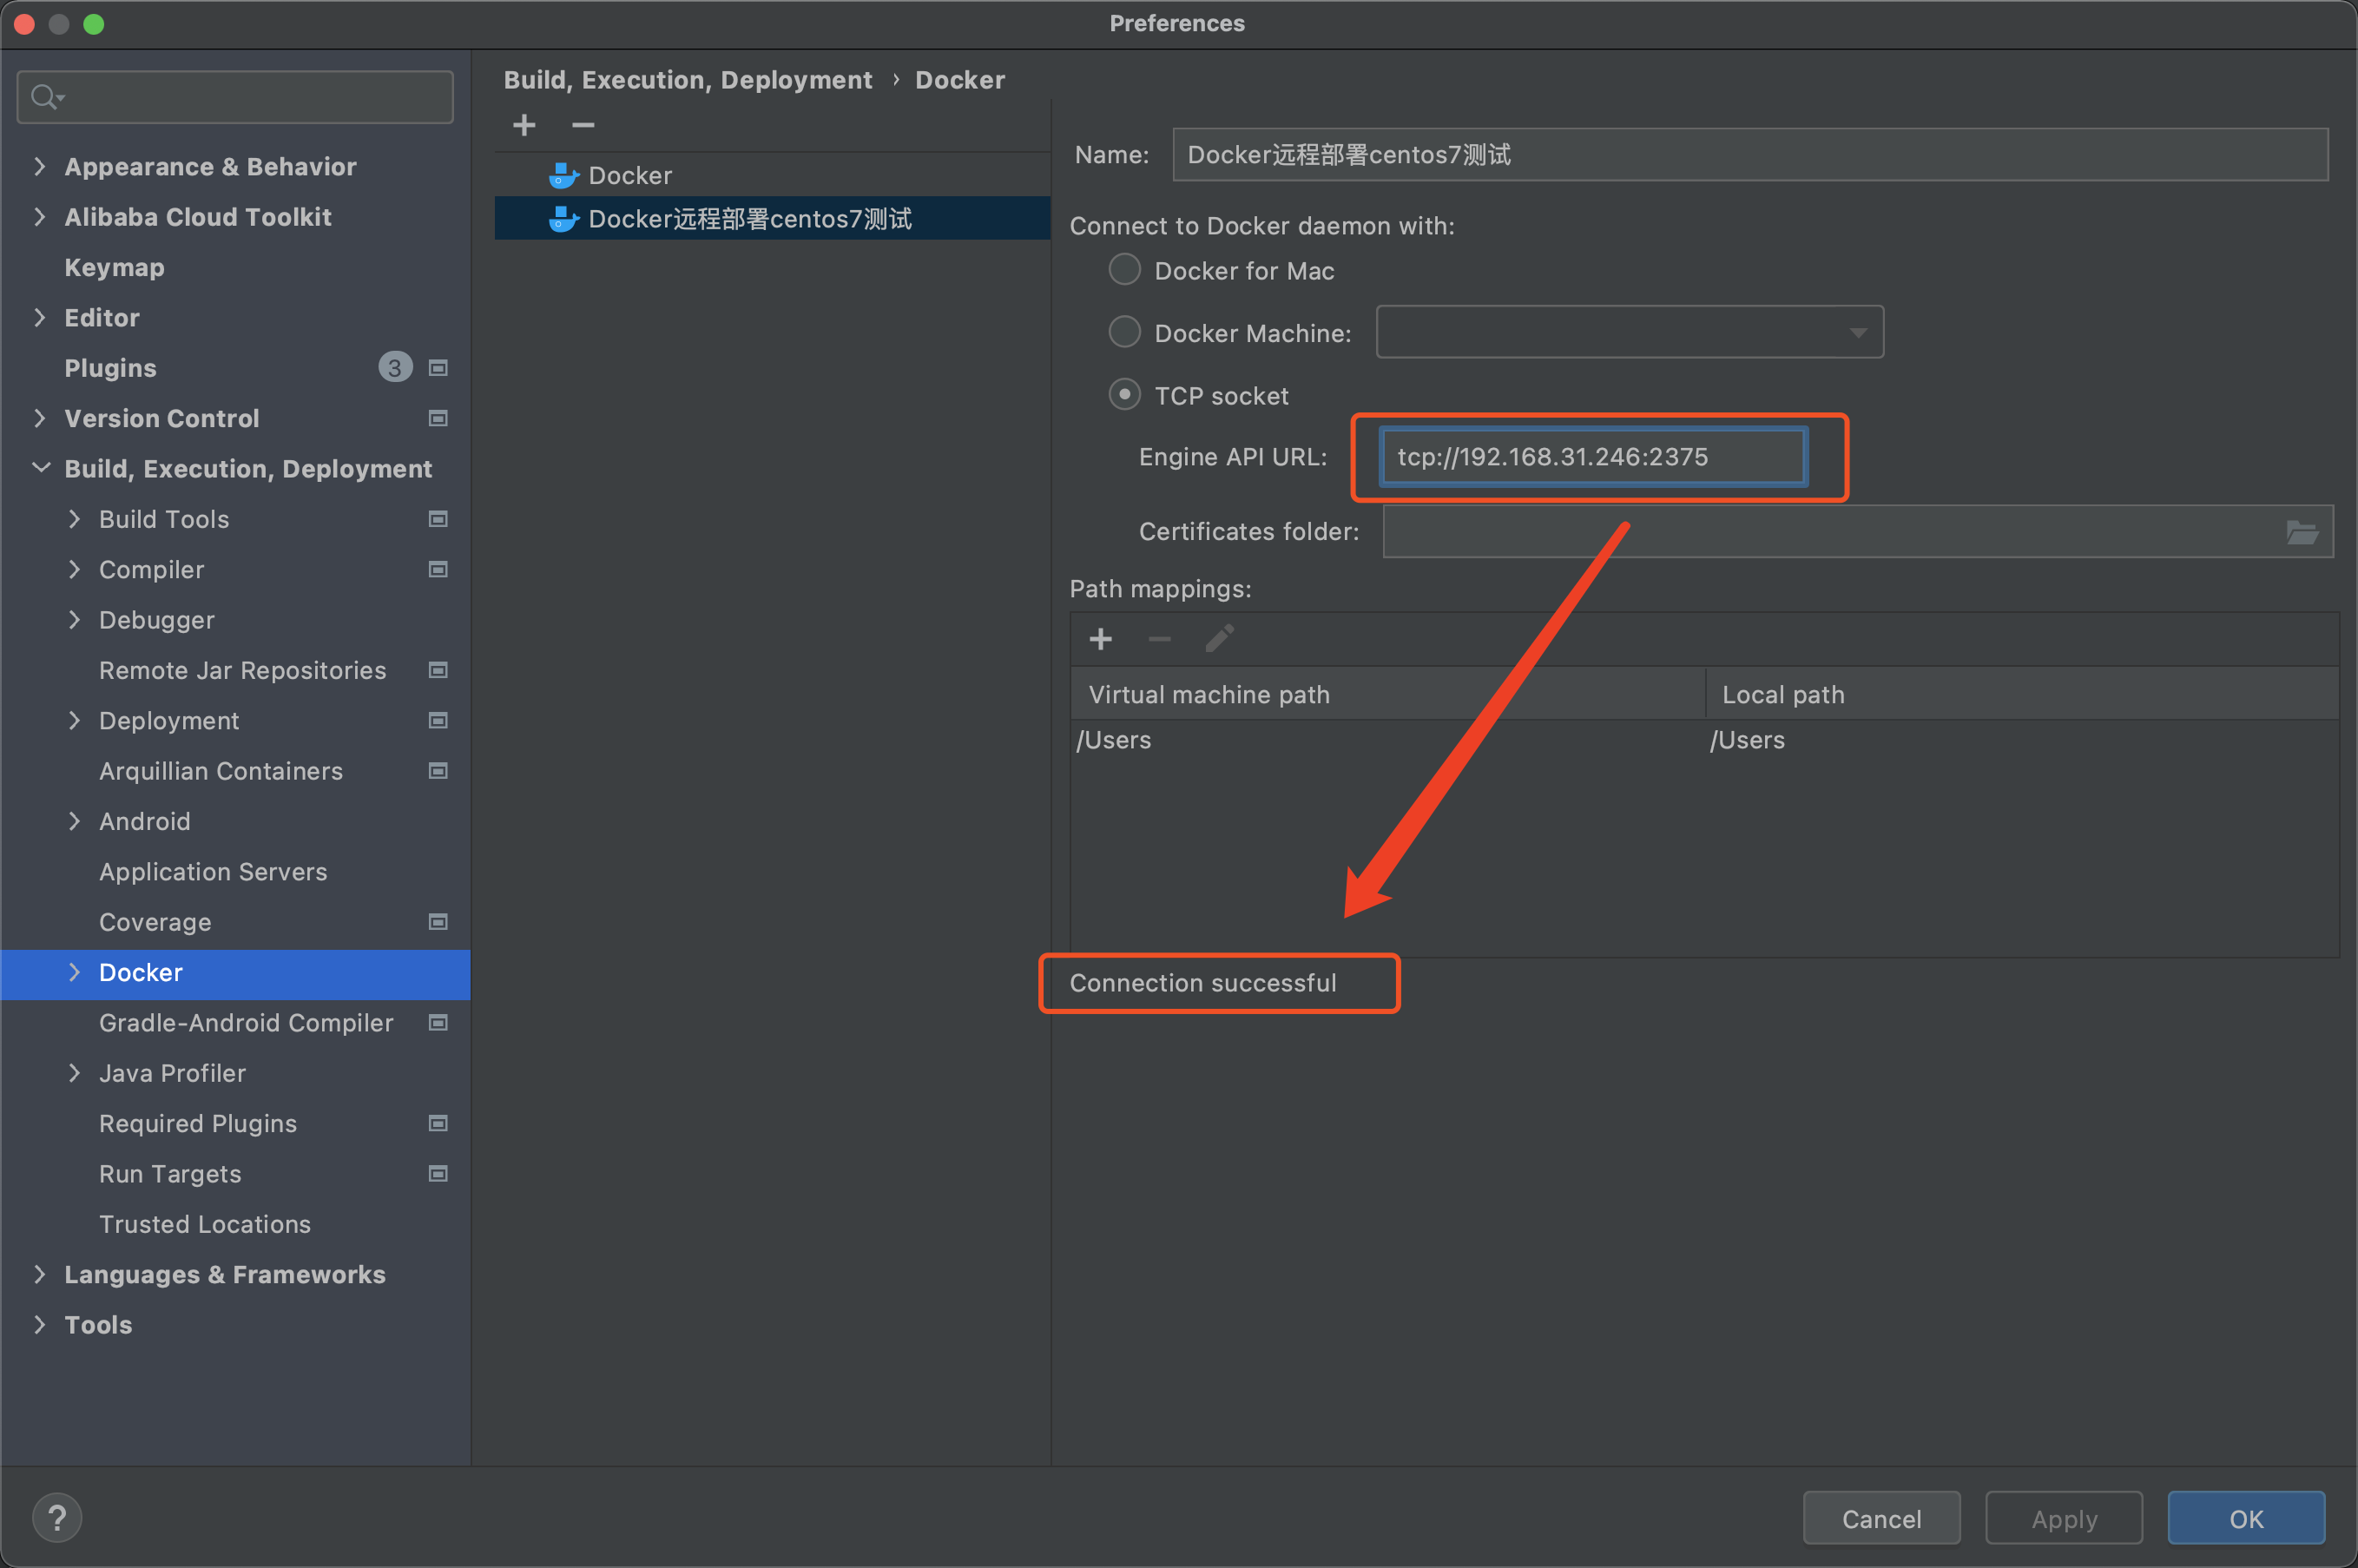 Preferences
Appearance & Behavior
Alibaba Cloud Toolkit
Keymap
Editor
Plugins 3
Version Control
Build, Execution, Deployment
Build Tools
Compiler
Debugger
Remote Jar Repositories
Deployment
Arquillian Containers
Android
Application Servers
Coverage
Docker
Gradle-Android Compiler
Java Profiler
Required Plugins
Run Targets
Trusted Locations
Languages & Frameworks
Tools
Build, Execution, Deployment › Docker
Docker
Docker远程部署centos7测试
Name: Docker远程部署centos7测试
Connect to Docker daemon with:
Docker for Mac
Docker Machine:
TCP socket
Engine API URL: tcp://192.168.31.246:2375
Certificates folder:
Path mappings:
Virtual machine path Local path
/Users /Users
Connection successful
? Cancel Apply OK